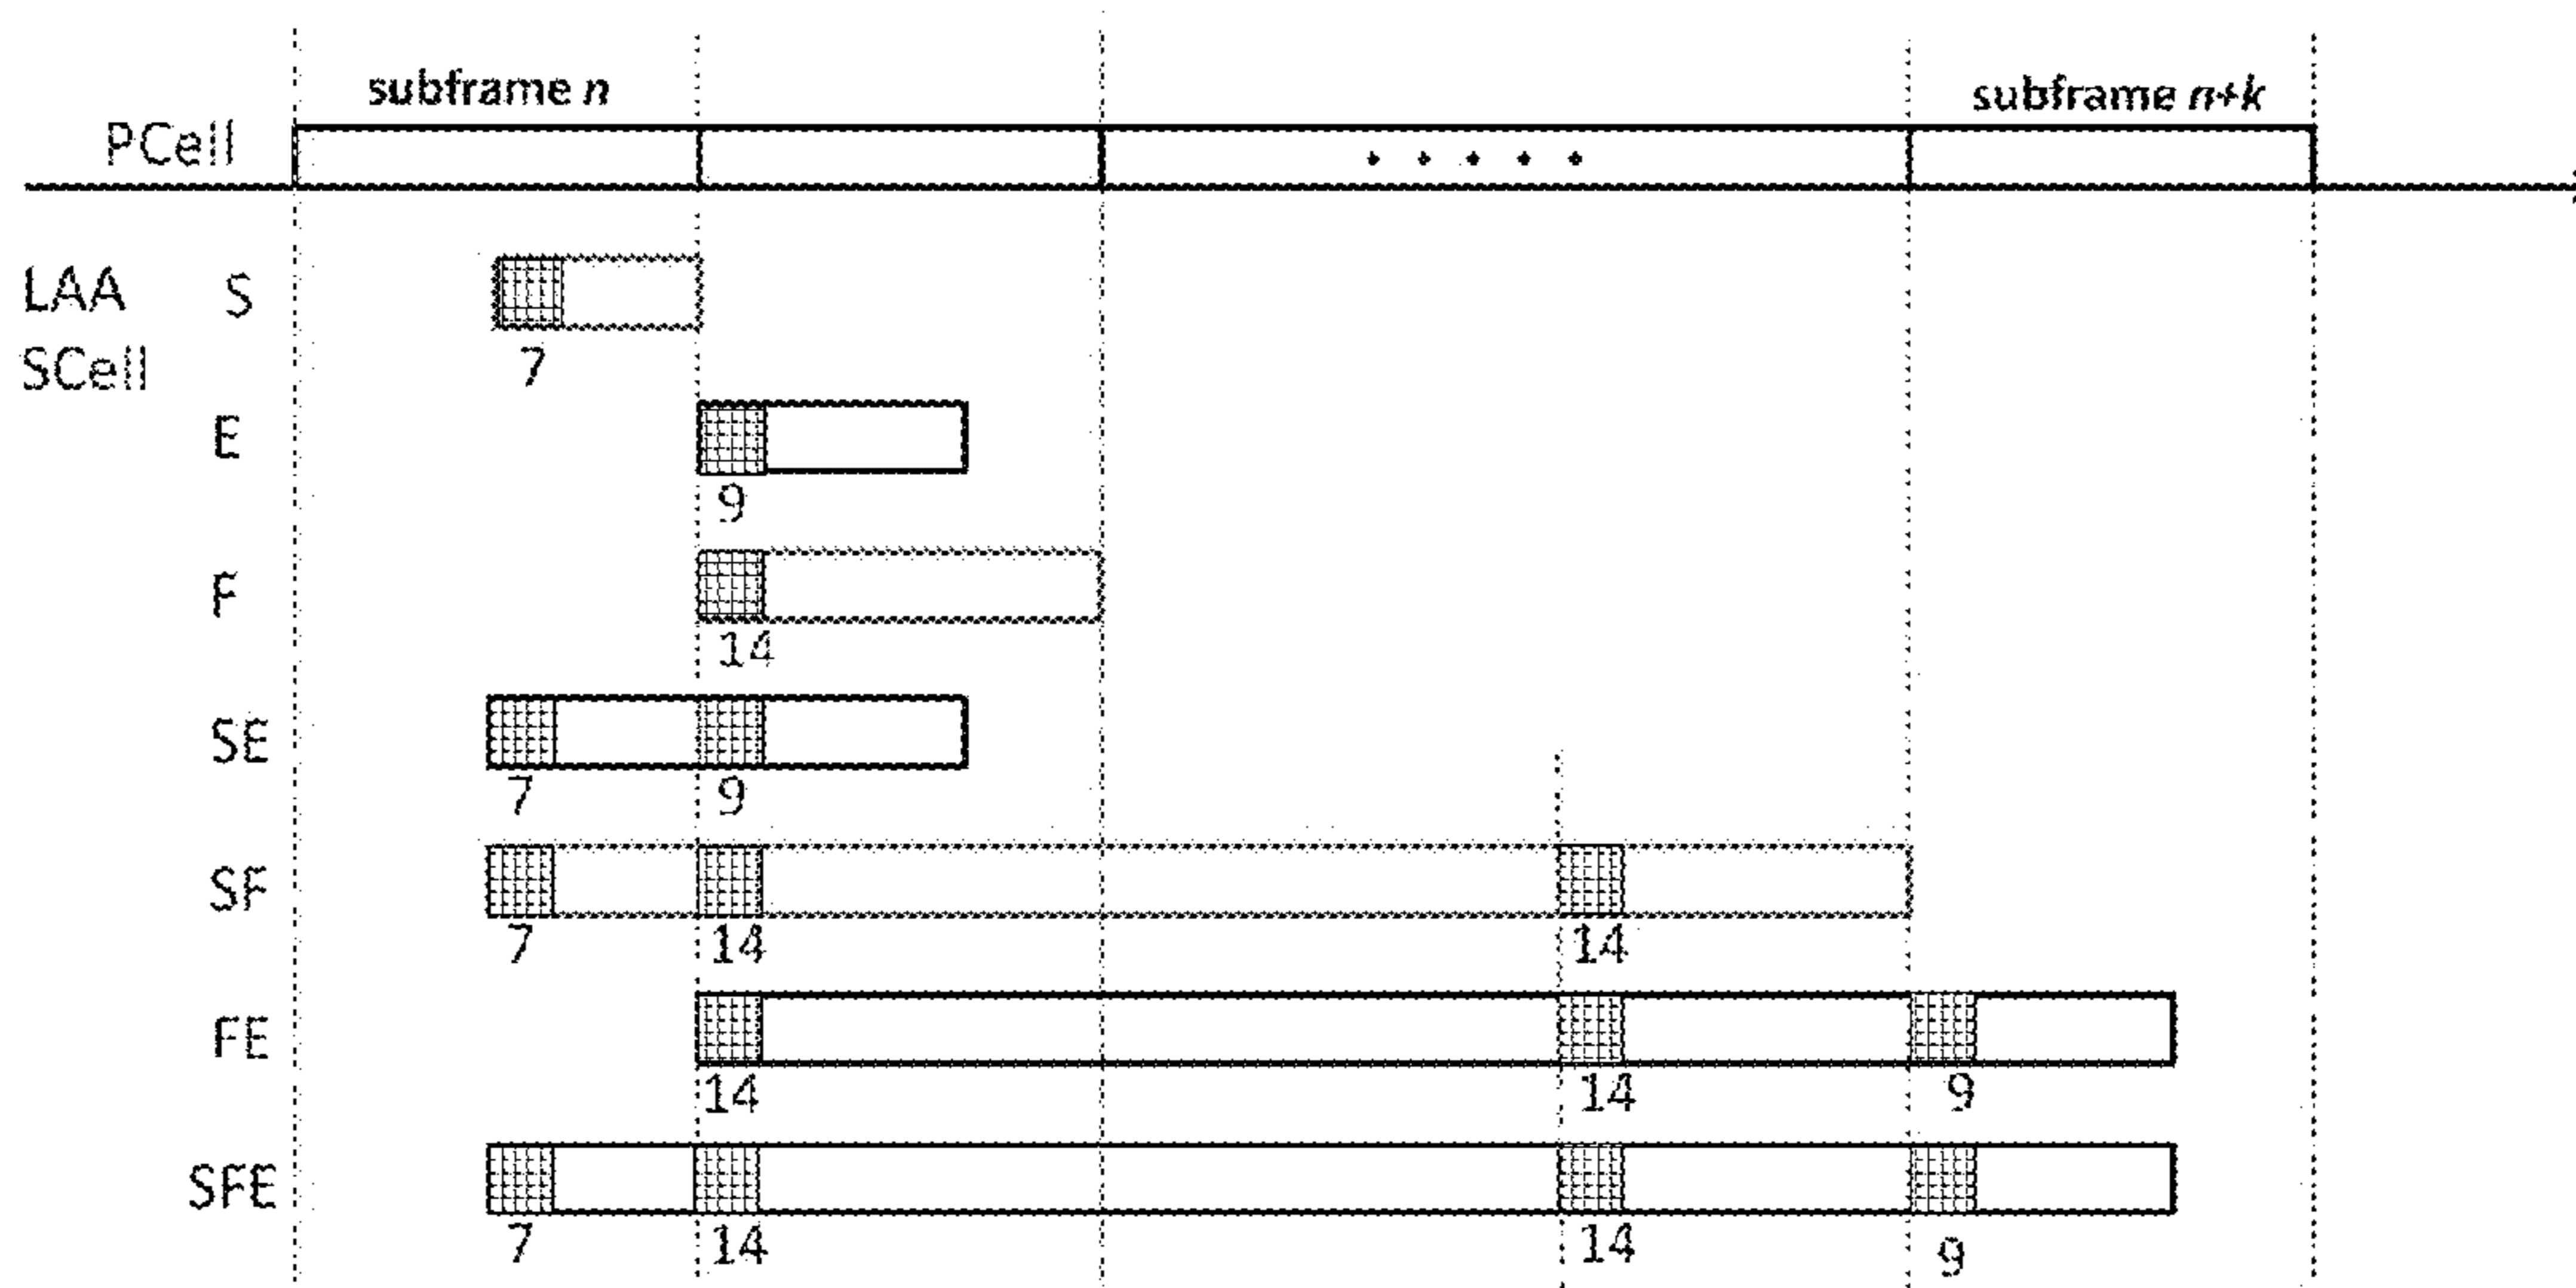 subframe n
subframe n+k
PCell
LAA S
SCell
7
E
9
F
14
SE
7 9
SF
7 14 14
FE
14 14 9
SFE
7 14 14 9